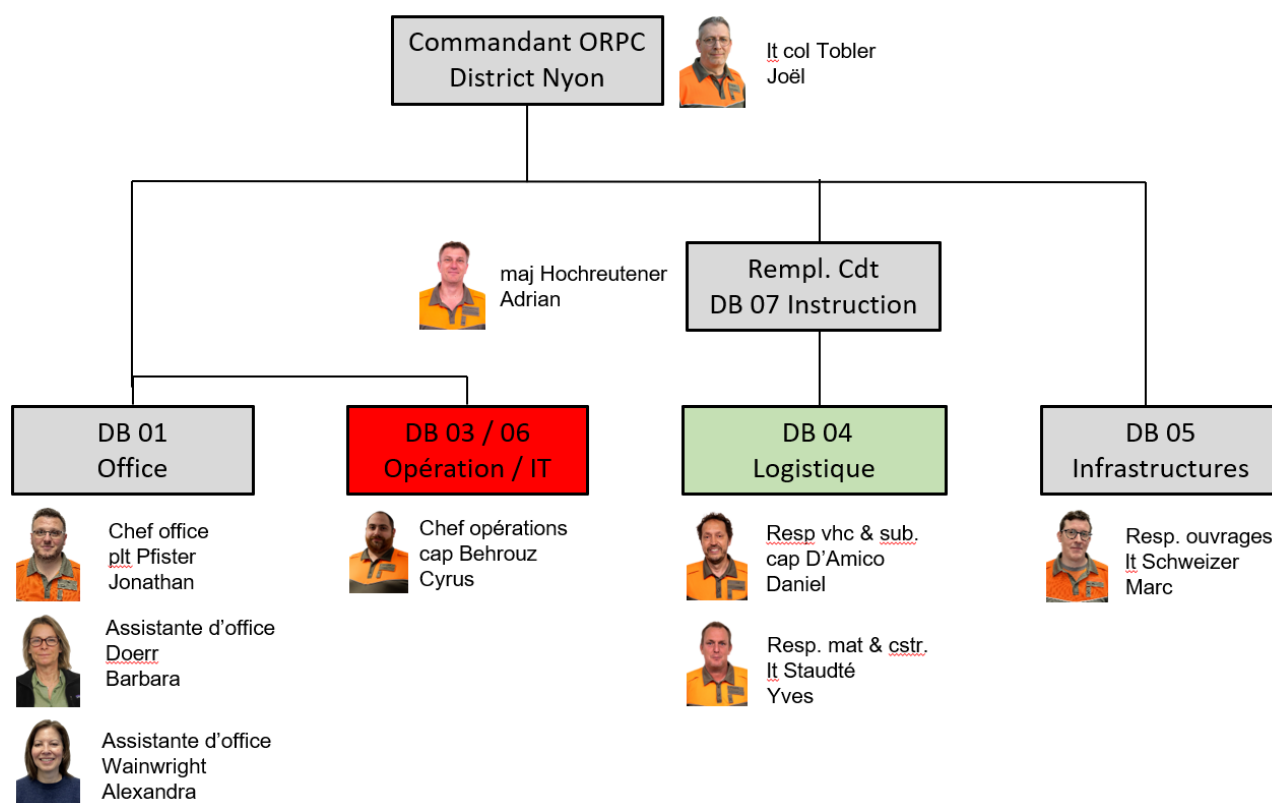 Commandant ORPC
District Nyon
lt col Tobler
Joël
maj Hochreutener
Adrian
Rempl. Cdt
DB 07 Instruction
DB 01
Office
DB 03 / 06
Opération / IT
DB 04
Logistique
DB 05
Infrastructures
Chef office
plt Pfister
Jonathan
Chef opérations
cap Behrouz
Cyrus
Resp vhc & sub.
cap D'Amico
Daniel
Resp. ouvrages
lt Schweizer
Marc
Assistante d'office
Doerr
Barbara
Resp. mat & cstr.
lt Staudté
Yves
Assistante d'office
Wainwright
Alexandra